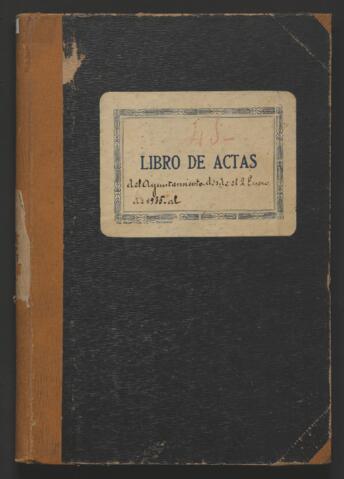 45-
LIBRO DE ACTAS
del Ayuntamiento desde el 2 Enero
de 1935 al